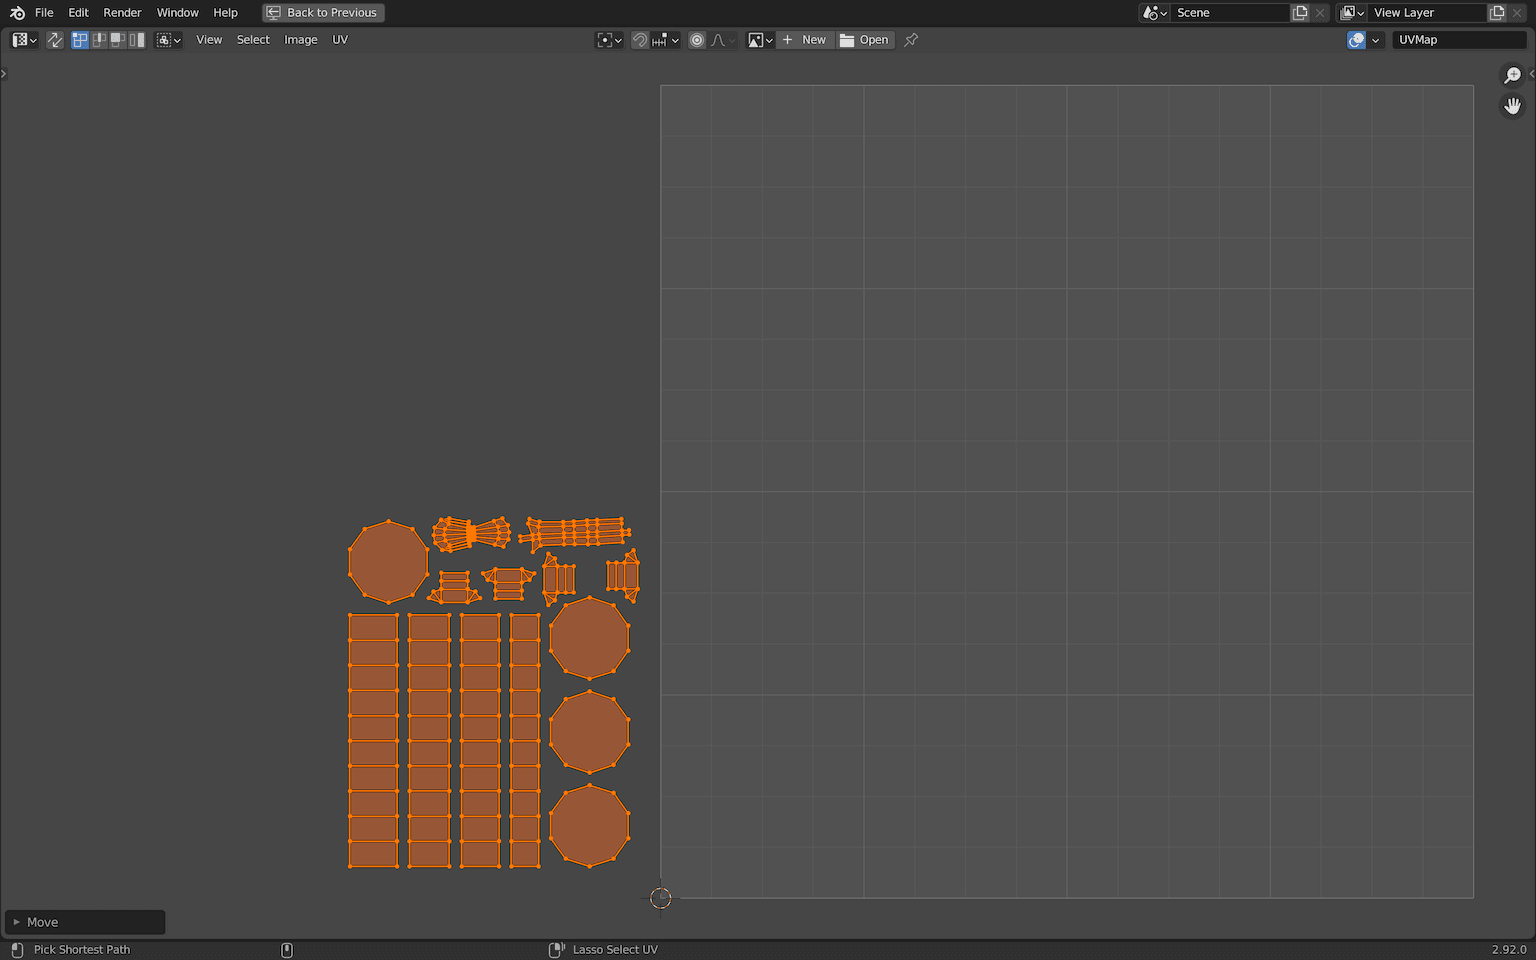 File Edit Render Window Help Back to Previous Scene View Layer
View Select Image UV New Open UVMap
Move
Pick Shortest Path Lasso Select UV 2.92.0